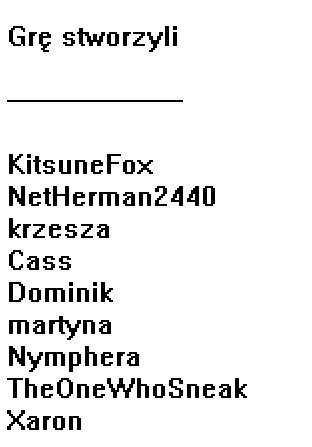 Grę stworzyli
KitsuneFox
NetHerman2440
krzesza
Cass
Dominik
martyna
Nymphera
TheOneWhoSneak
Xaron